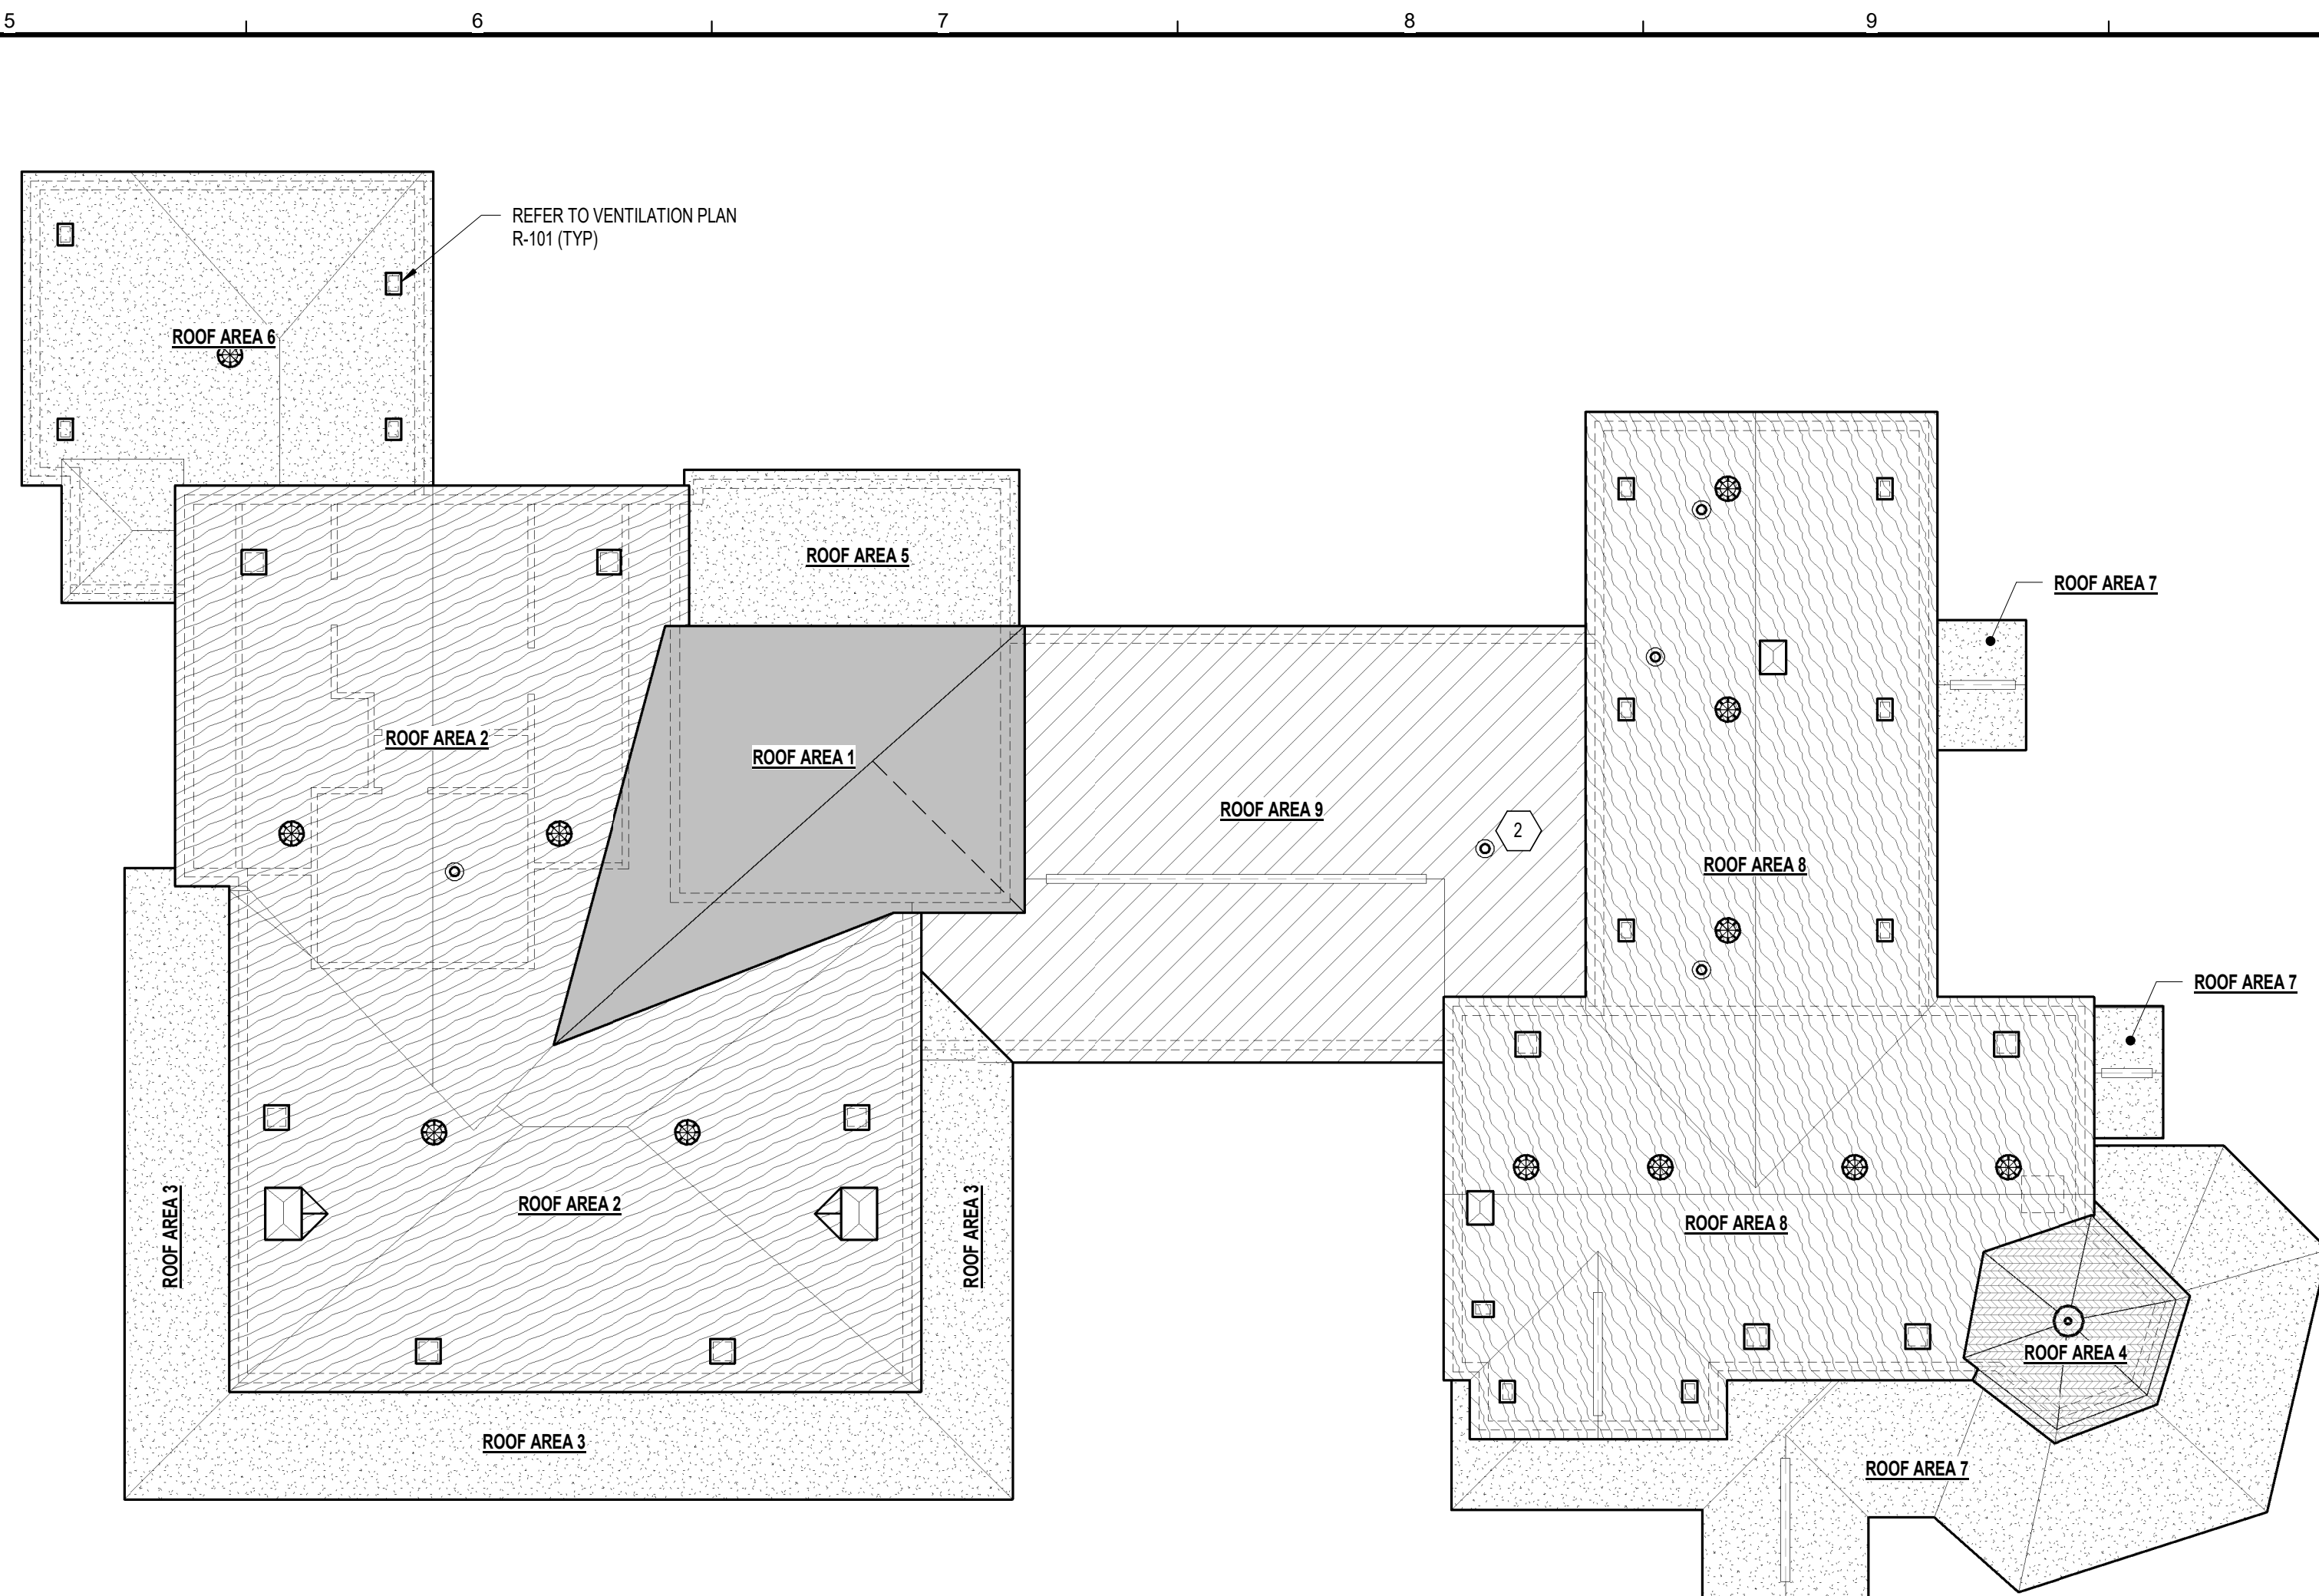 5 6 7 8 9
REFER TO VENTILATION PLAN
R-101 (TYP)
ROOF AREA 6
ROOF AREA 5
ROOF AREA 7
ROOF AREA 2
ROOF AREA 1
ROOF AREA 9
2
ROOF AREA 8
ROOF AREA 7
ROOF AREA 3
ROOF AREA 2
ROOF AREA 3
ROOF AREA 8
ROOF AREA 4
ROOF AREA 3
ROOF AREA 7